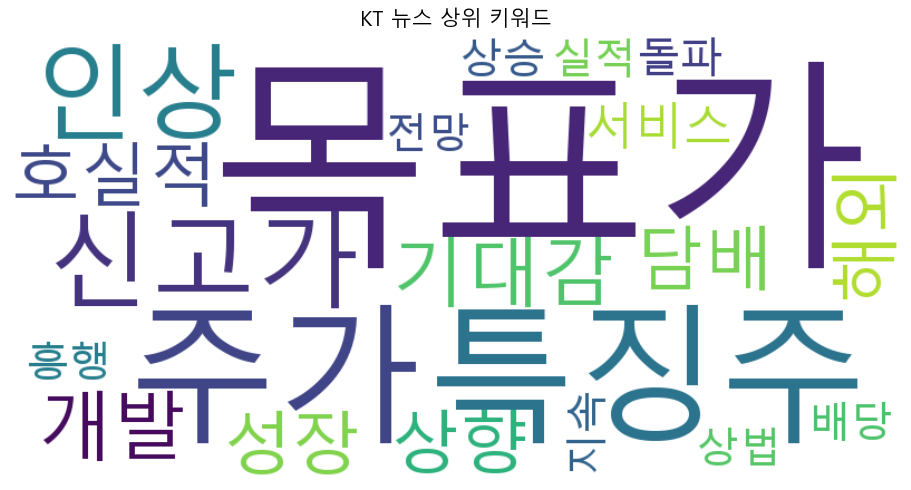 KT 뉴스 상위 키워드
인상
목표가
상승
실적
돌파
전망
서비스
호실적
신고가
기대감
담배
해외
주가
특징주
흥행
개발
성장
상향
지속
상법
배당